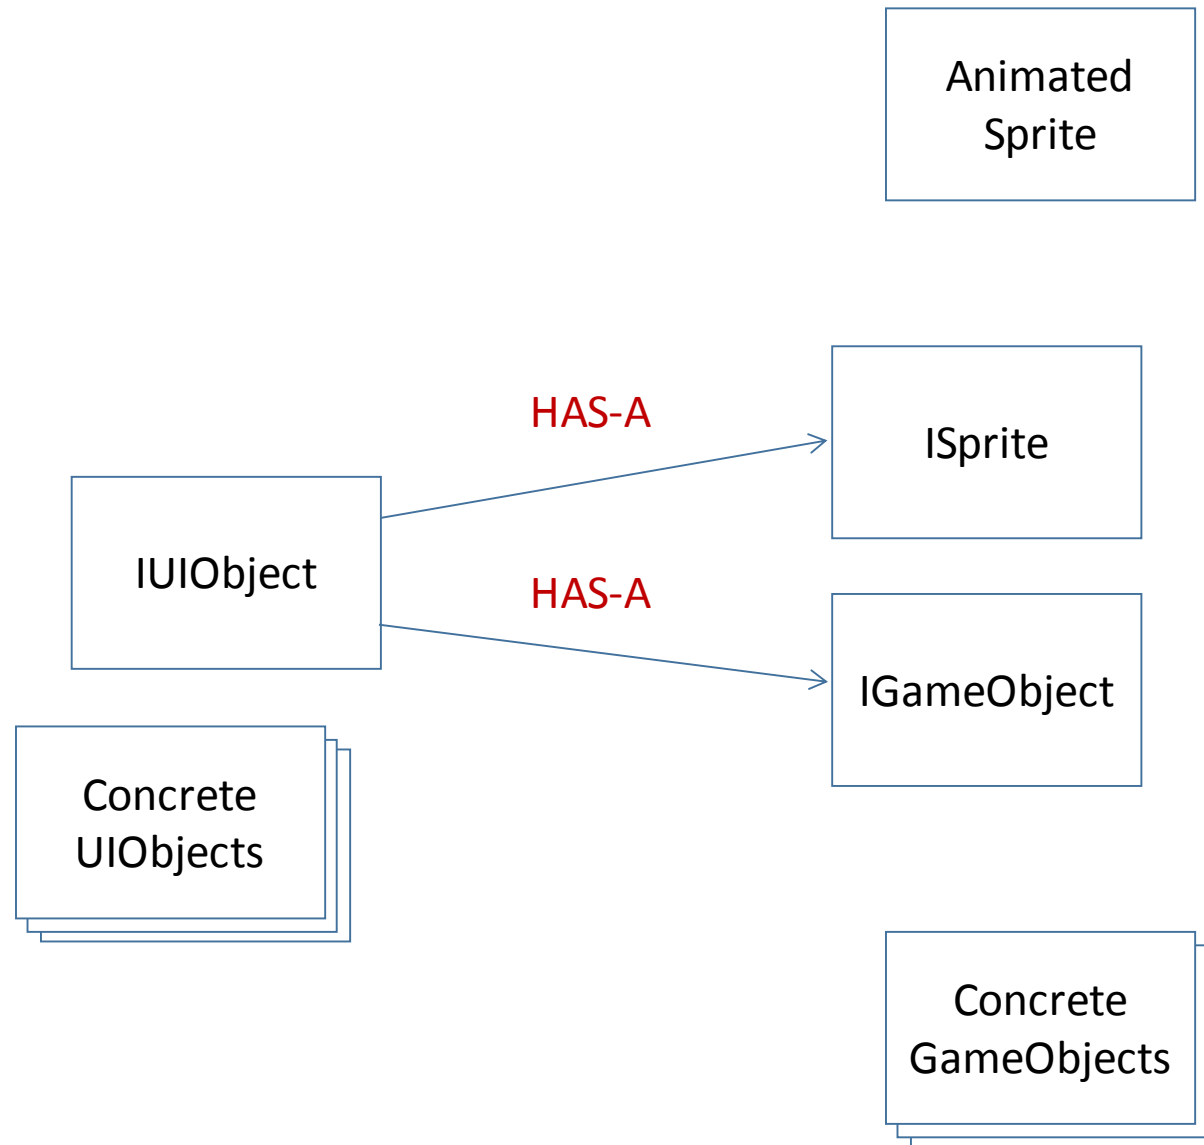 Animated
Sprite
HAS-A
ISprite
IUIObject
HAS-A
IGameObject
Concrete
UIObjects
Concrete
GameObjects